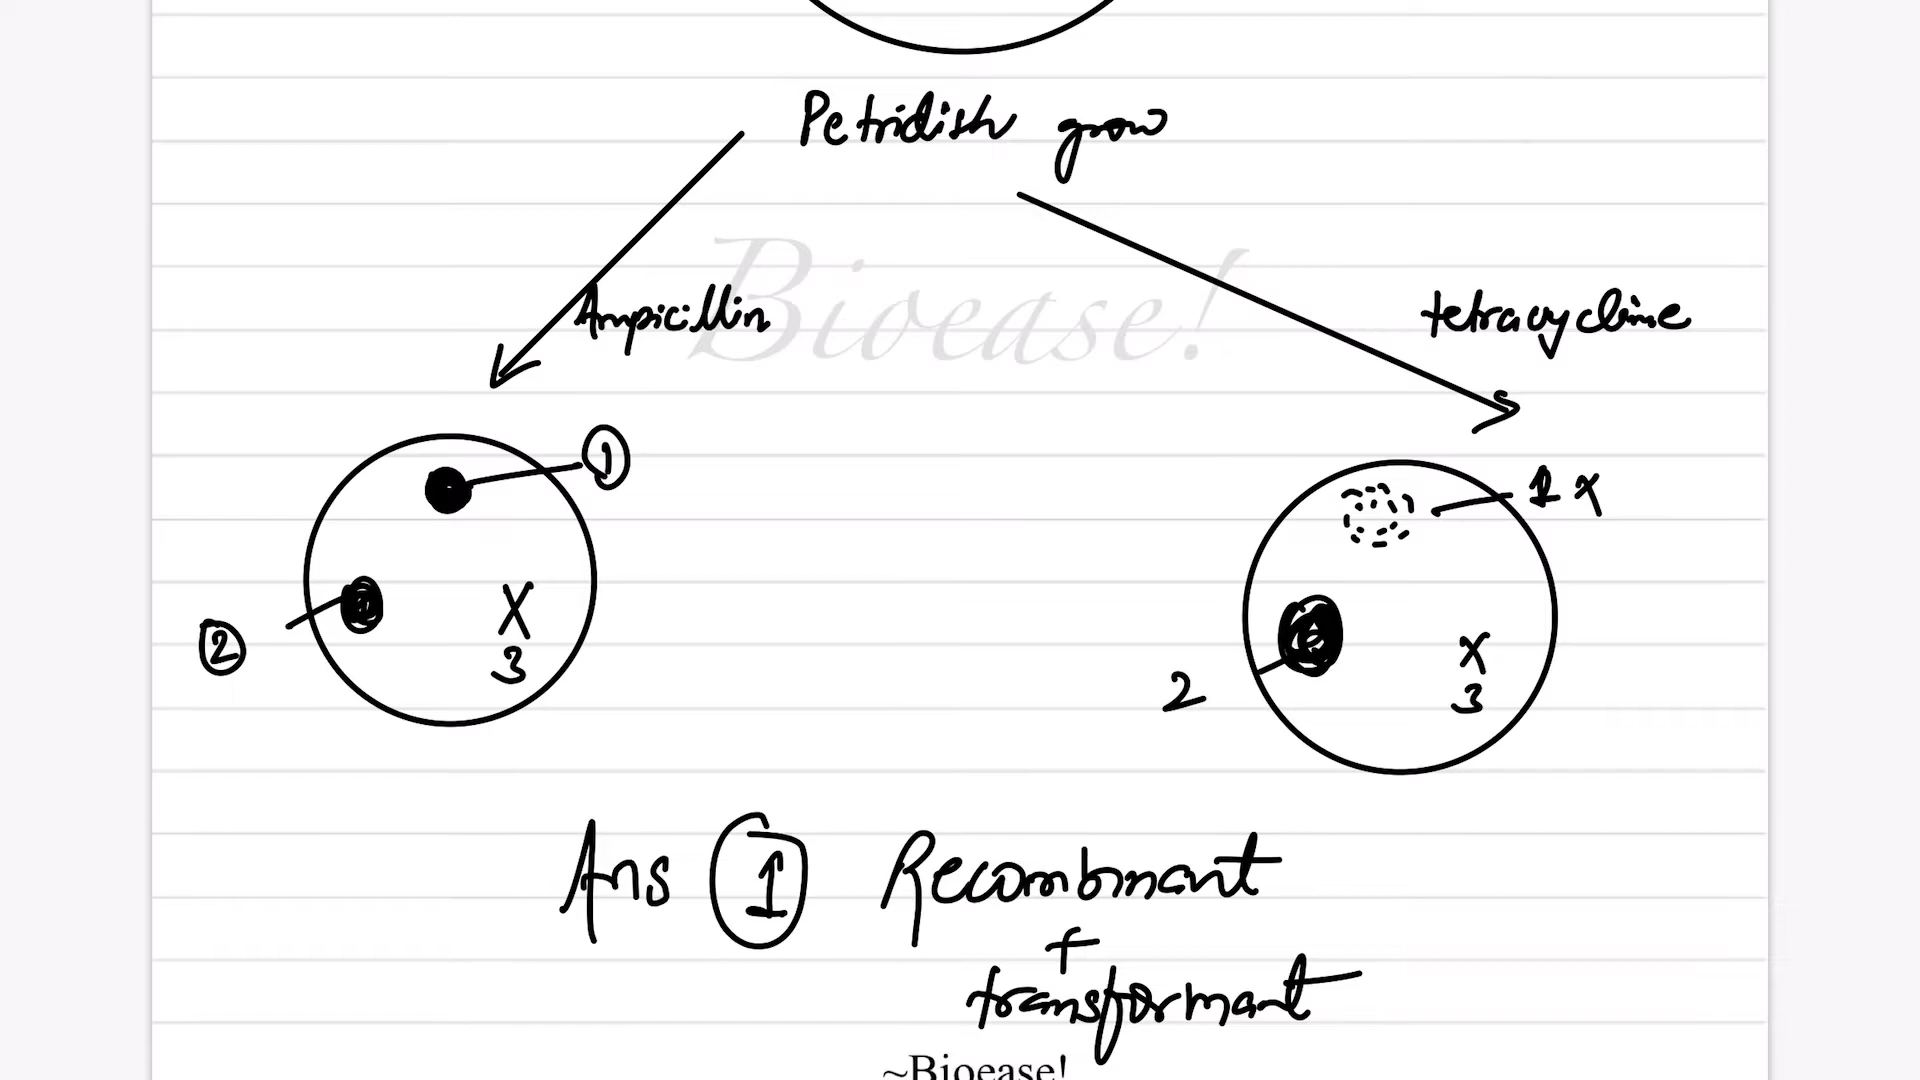 Petridish grow
Ampicillin
tetracycline
Bioease!
1
1 x
2
X
3
2
x
3
Ans 1 Recombinant
+
transformant
~Bioease!